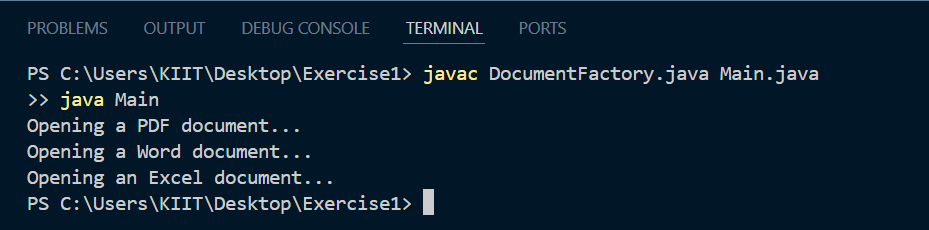 PROBLEMS OUTPUT DEBUG CONSOLE TERMINAL PORTS
PS C:\Users\KIIT\Desktop\Exercise1> javac DocumentFactory.java Main.java
>> java Main
Opening a PDF document...
Opening a Word document...
Opening an Excel document...
PS C:\Users\KIIT\Desktop\Exercise1>